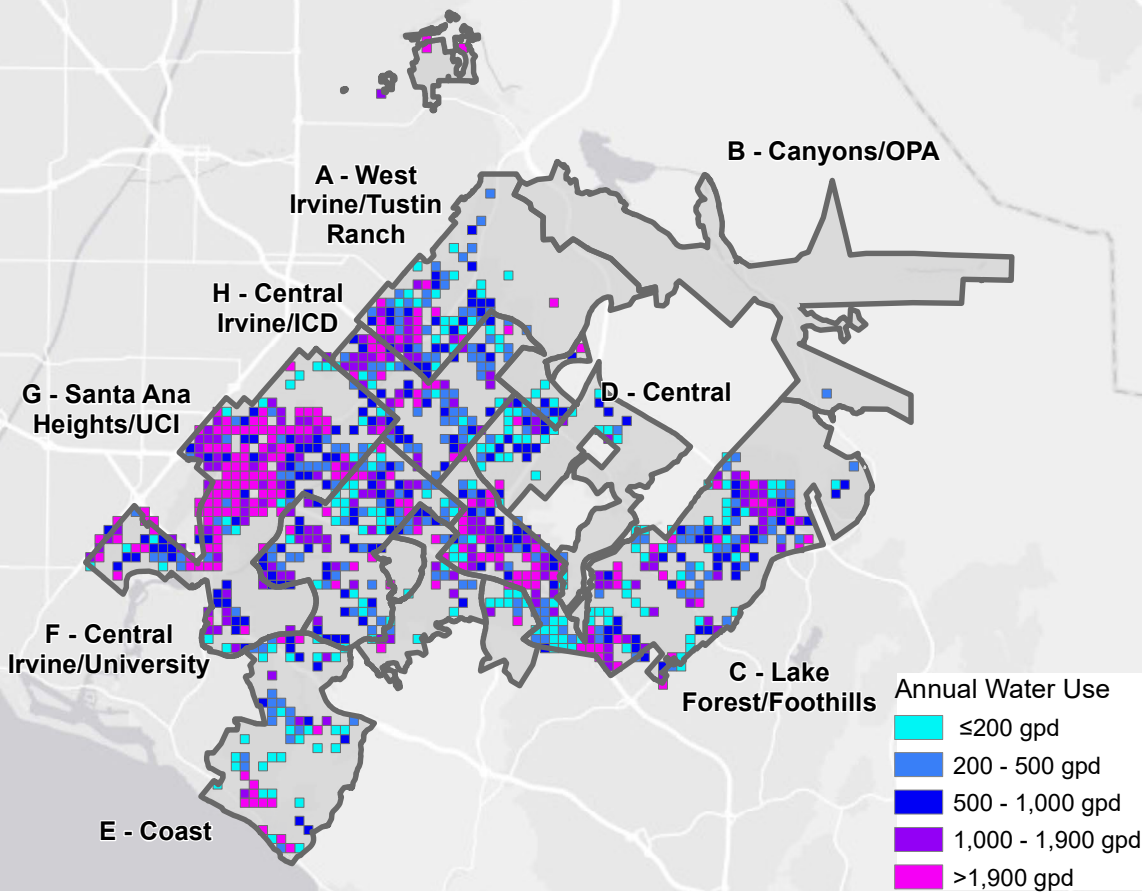 B - Canyons/OPA
A - West
Irvine/Tustin
Ranch
H - Central
Irvine/ICD
G - Santa Ana
Heights/UCI
D - Central
F - Central
Irvine/University
C - Lake
Forest/Foothills
E - Coast
Annual Water Use
≤200 gpd
200 - 500 gpd
500 - 1,000 gpd
1,000 - 1,900 gpd
>1,900 gpd